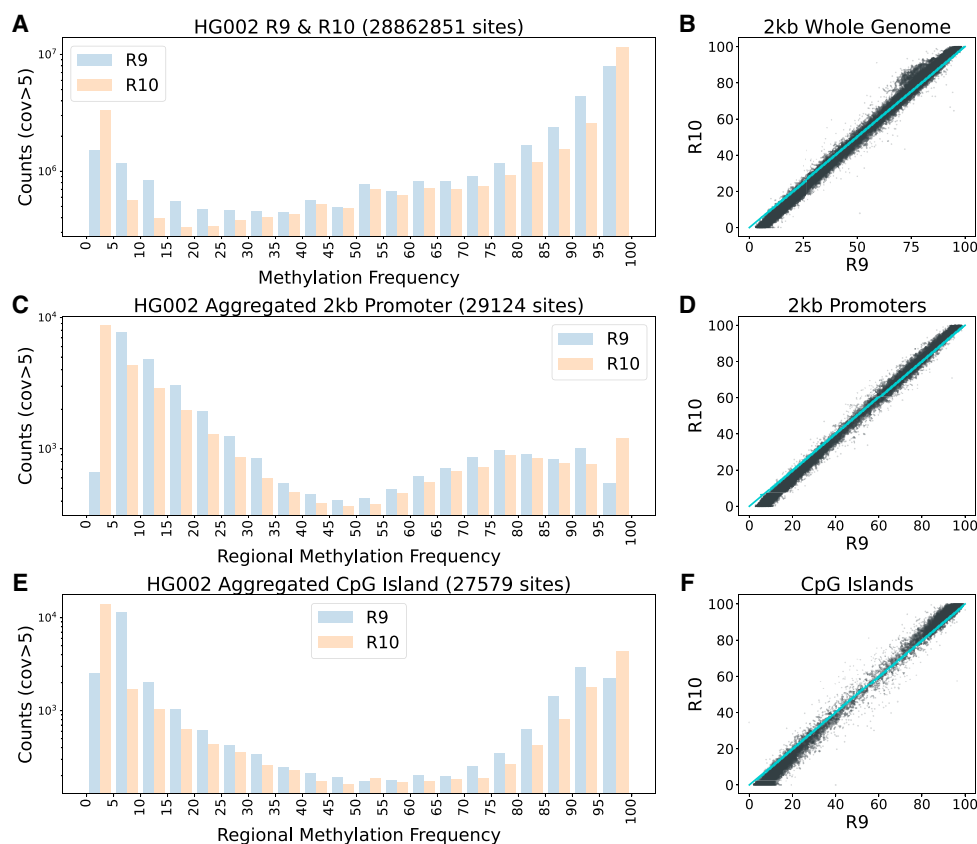 A
HG002 R9 & R10 (28862851 sites)
Counts (cov>5)
10^7
10^6
R9
R10
0 5 10 15 20 25 30 35 40 45 50 55 60 65 70 75 80 85 90 95 100
Methylation Frequency
B
2kb Whole Genome
R10
100
80
60
40
20
0
0 25 50 75 100
R9
C
HG002 Aggregated 2kb Promoter (29124 sites)
Counts (cov>5)
10^4
10^3
R9
R10
0 5 10 15 20 25 30 35 40 45 50 55 60 65 70 75 80 85 90 95 100
Regional Methylation Frequency
D
2kb Promoters
R10
100
80
60
40
20
0
0 20 40 60 80 100
R9
E
HG002 Aggregated CpG Island (27579 sites)
Counts (cov>5)
10^4
10^3
R9
R10
0 5 10 15 20 25 30 35 40 45 50 55 60 65 70 75 80 85 90 95 100
Regional Methylation Frequency
F
CpG Islands
R10
100
80
60
40
20
0
0 20 40 60 80 100
R9